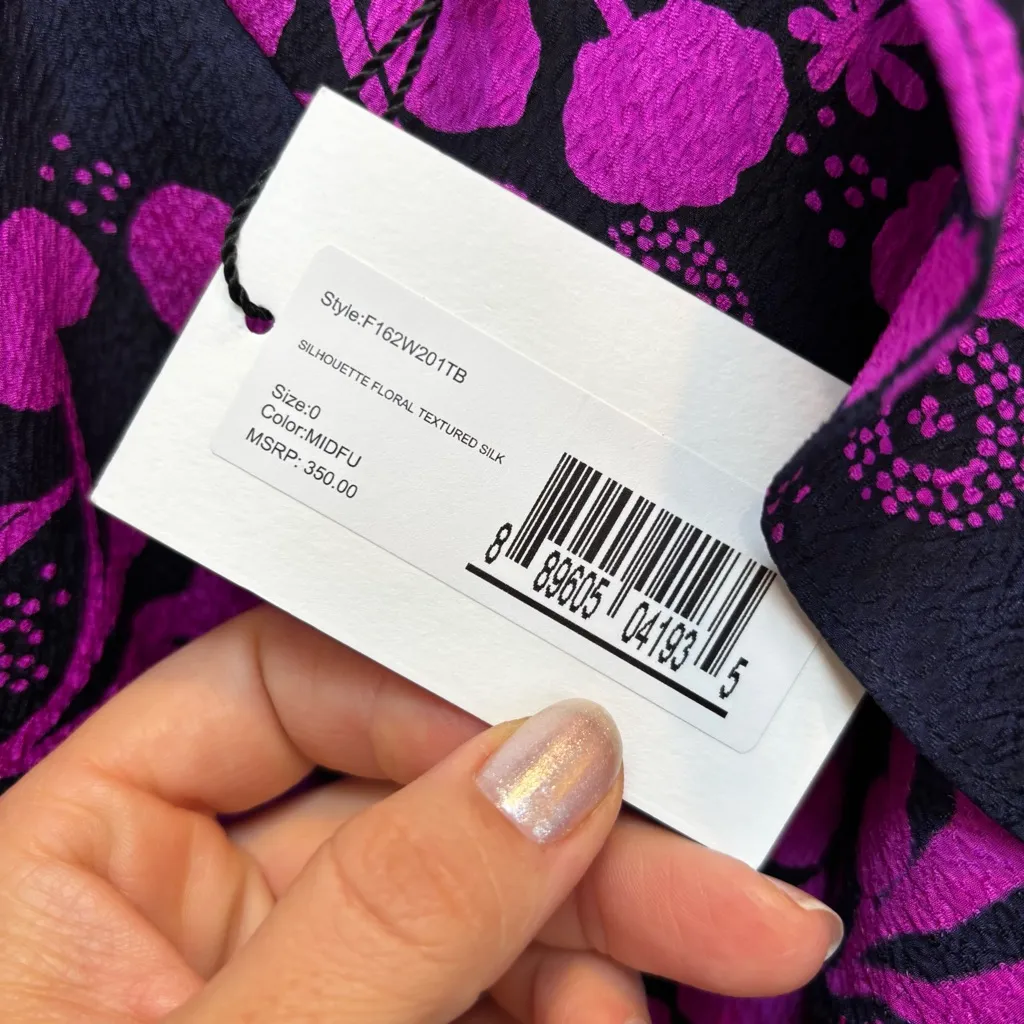 Style:F162W201TB
SILHOUETTE FLORAL TEXTURED SILK
Size:0
Color:MIDFU
MSRP: 350.00
8 89605 04193 5